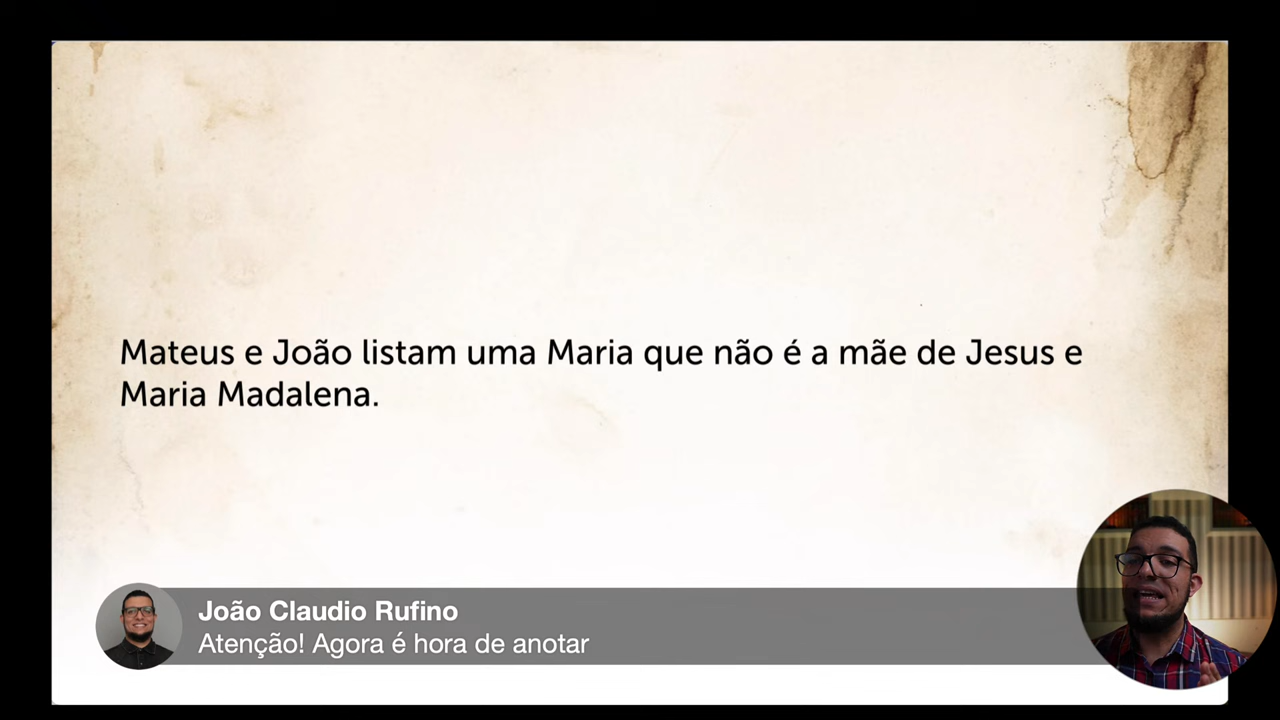 Mateus e João listam uma Maria que não é a mãe de Jesus e
Maria Madalena.
João Claudio Rufino
Atenção! Agora é hora de anotar